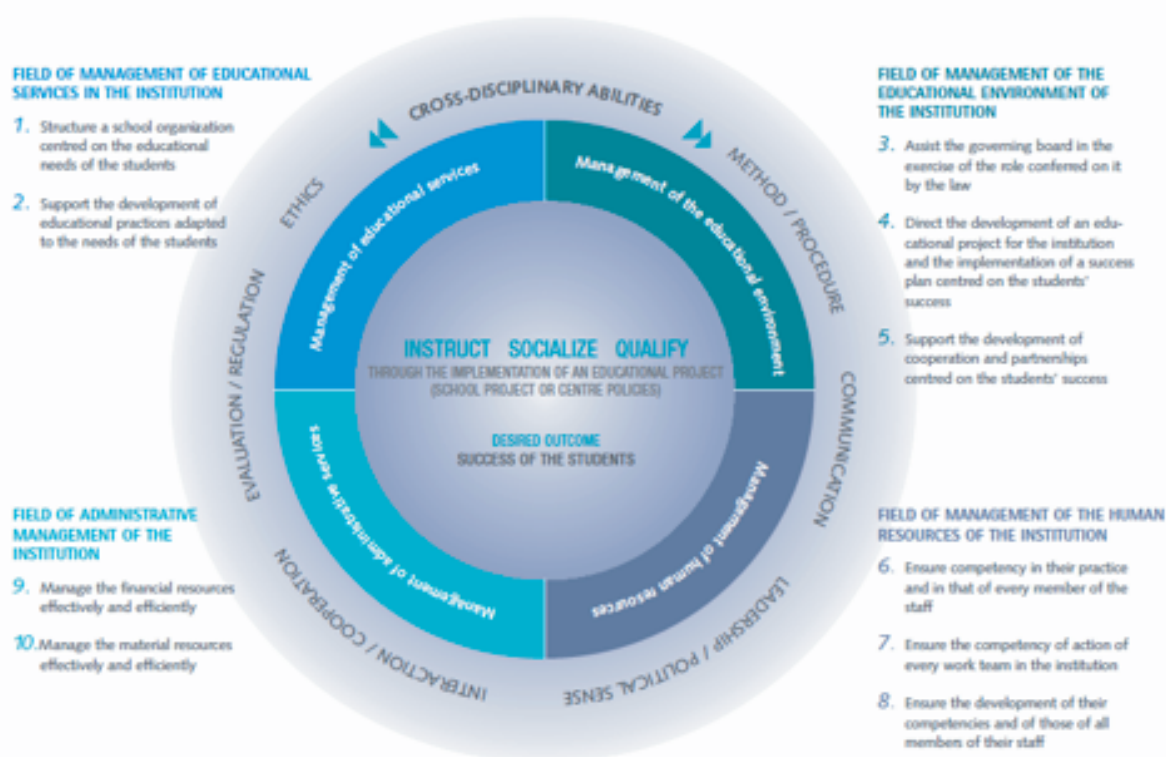 FIELD OF MANAGEMENT OF EDUCATIONAL
SERVICES IN THE INSTITUTION
1. Structure a school organization
centred on the educational
needs of the students
2. Support the development of
educational practices adapted
to the needs of the students
FIELD OF MANAGEMENT OF THE
EDUCATIONAL ENVIRONMENT OF
THE INSTITUTION
3. Assist the governing board in the
exercise of the role conferred on it
by the law
4. Direct the development of an edu-
cational project for the institution
and the implementation of a success
plan centred on the students'
success
5. Support the development of
cooperation and partnerships
centred on the students' success
CROSS-DISCIPLINARY ABILITIES
METHOD / PROCEDURE
COMMUNICATION
LEADERSHIP / POLITICAL SENSE
INTERACTION / COOPERATION
EVALUATION / REGULATION
ETHICS
Management of educational services
Management of the educational environment
Management of human resources
Management of administrative services
INSTRUCT SOCIALIZE QUALIFY
THROUGH THE IMPLEMENTATION OF AN EDUCATIONAL PROJECT
(SCHOOL PROJECT OR CENTRE POLICIES)
DESIRED OUTCOME
SUCCESS OF THE STUDENTS
FIELD OF ADMINISTRATIVE
MANAGEMENT OF THE
INSTITUTION
9. Manage the financial resources
effectively and efficiently
10. Manage the material resources
effectively and efficiently
FIELD OF MANAGEMENT OF THE HUMAN
RESOURCES OF THE INSTITUTION
6. Ensure competency in their practice
and in that of every member of the
staff
7. Ensure the competency of action of
every work team in the institution
8. Ensure the development of their
competencies and of those of all
members of their staff